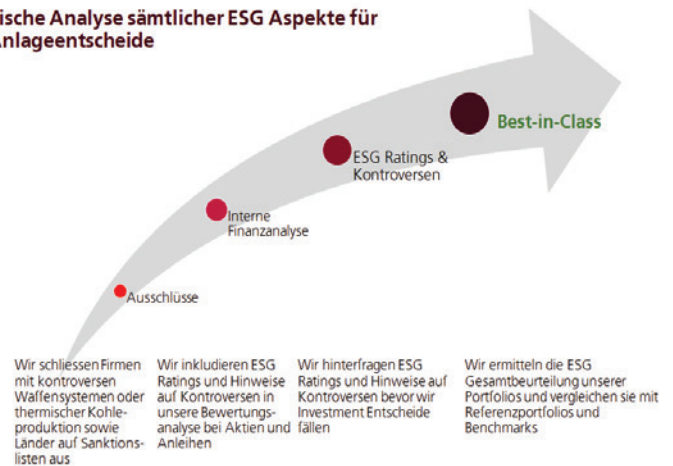 ische Analyse sämtlicher ESG Aspekte für
nlageentscheide
Best-in-Class
ESG Ratings &
Kontroversen
Interne
Finanzanalyse
Ausschlüsse
Wir schliessen Firmen
mit kontroversen
Waffensystemen oder
thermischer Kohle-
produktion sowie
Länder auf Sanktions-
listen aus
Wir inkludieren ESG
Ratings und Hinweise
auf Kontroversen in
unsere Bewertungs-
analyse bei Aktien und
Anleihen
Wir hinterfragen ESG
Ratings und Hinweise auf
Kontroversen bevor wir
Investment Entscheide
fällen
Wir ermitteln die ESG
Gesamtbeurteilung unserer
Portfolios und vergleichen sie mit
Referenzportfolios und
Benchmarks